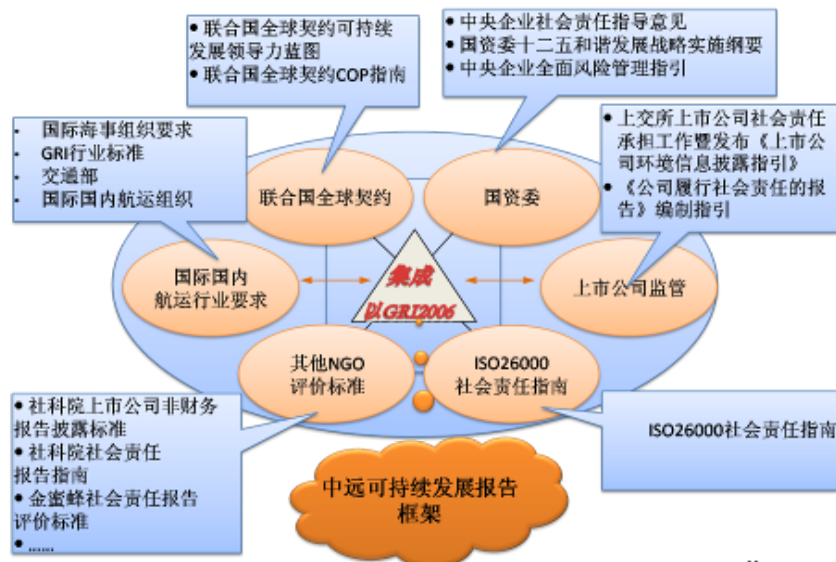 • 联合国全球契约可持续
发展领导力蓝图
• 联合国全球契约COP指南
• 中央企业社会责任指导意见
• 国资委十二五和谐发展战略实施纲要
• 中央企业全面风险管理指引
- 国际海事组织要求
- GRI行业标准
- 交通部
- 国际国内航运组织
• 上交所上市公司社会责任
承担工作暨发布《上市公
司环境信息披露指引》
• 《公司履行社会责任的报
告》编制指引
联合国全球契约
国资委
国际国内
航运行业要求
集成
以GRI2006
上市公司监管
其他NGO
评价标准
ISO26000
社会责任指南
• 社科院上市公司非财务
报告披露标准
• 社科院社会责任
报告指南
• 金蜜蜂社会责任报告
评价标准
• ......
ISO26000社会责任指南
中远可持续发展报告
框架